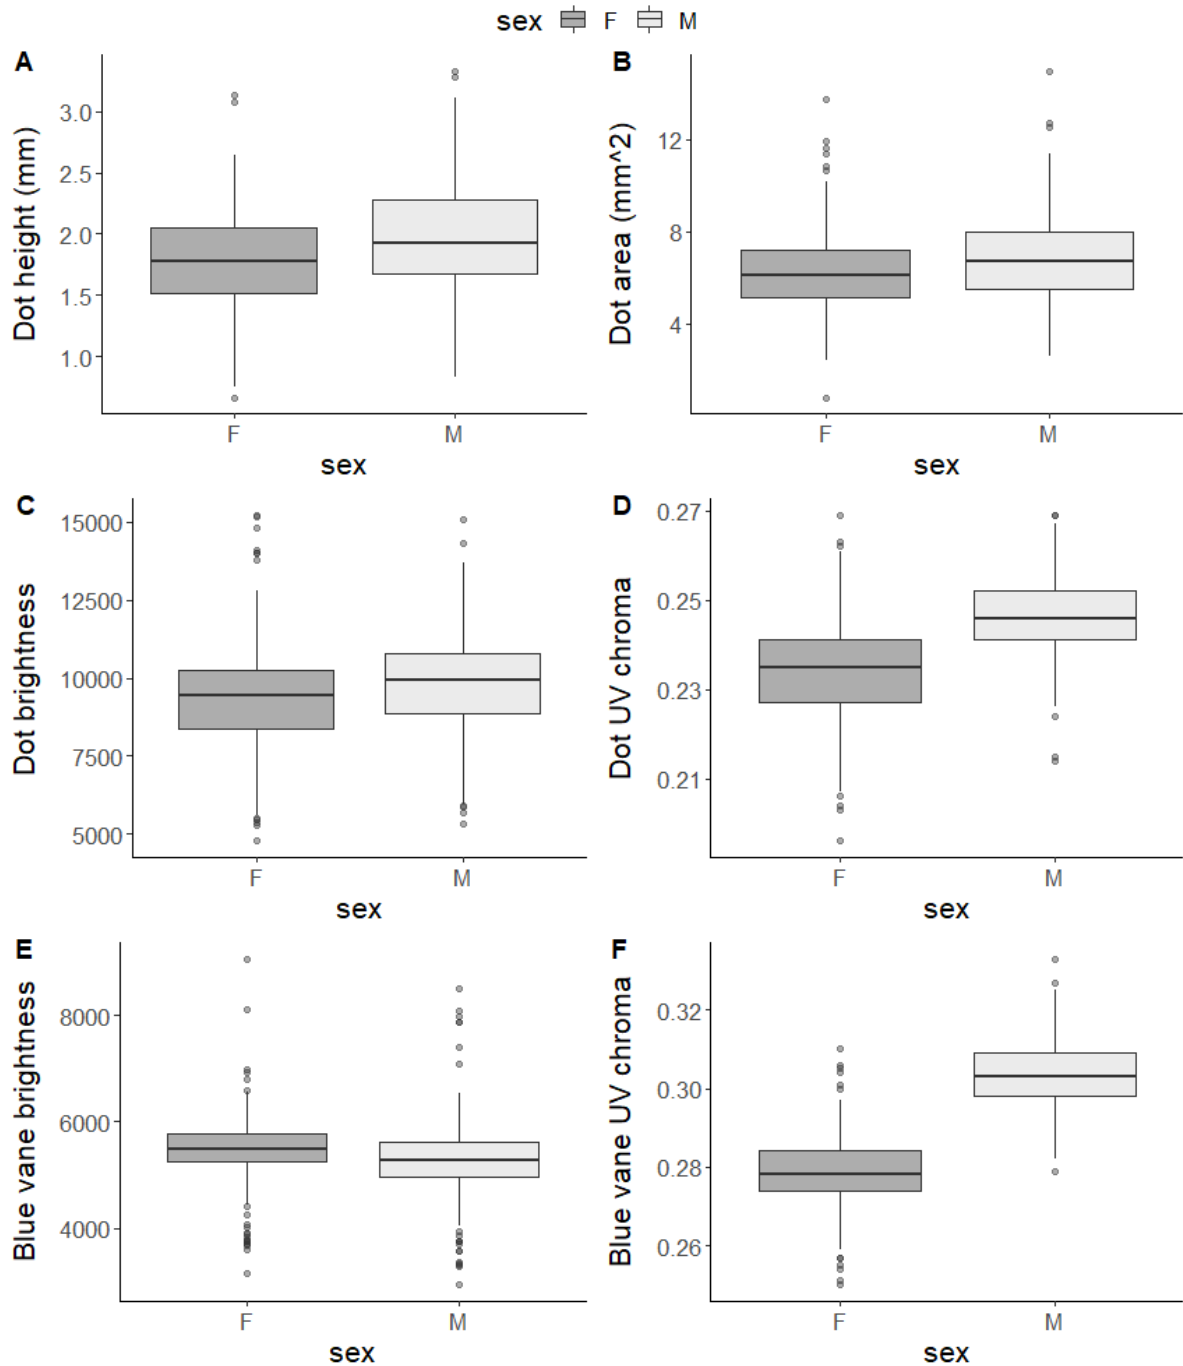 sex F M
A
Dot height (mm)
3.0
2.5
2.0
1.5
1.0
F M
sex
B
Dot area (mm^2)
12
8
4
F M
sex
C
Dot brightness
15000
12500
10000
7500
5000
F M
sex
D
Dot UV chroma
0.27
0.25
0.23
0.21
F M
sex
E
Blue vane brightness
8000
6000
4000
F M
sex
F
Blue vane UV chroma
0.32
0.30
0.28
0.26
F M
sex